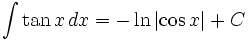 ∫ tan x dx = − ln |cos x| + C